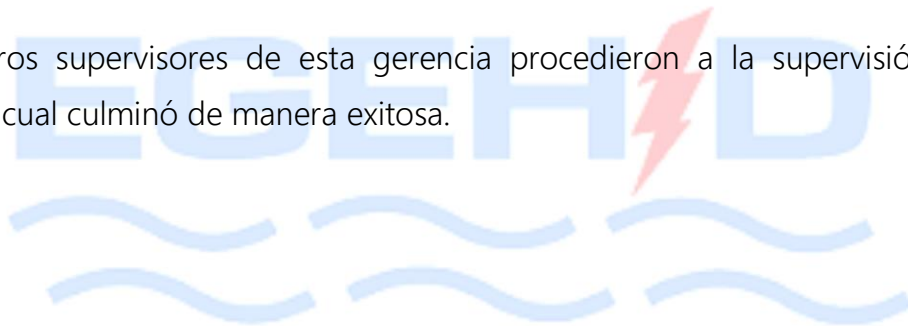 EGEHID
ros supervisores de esta gerencia procedieron a la supervisió
cual culminó de manera exitosa.